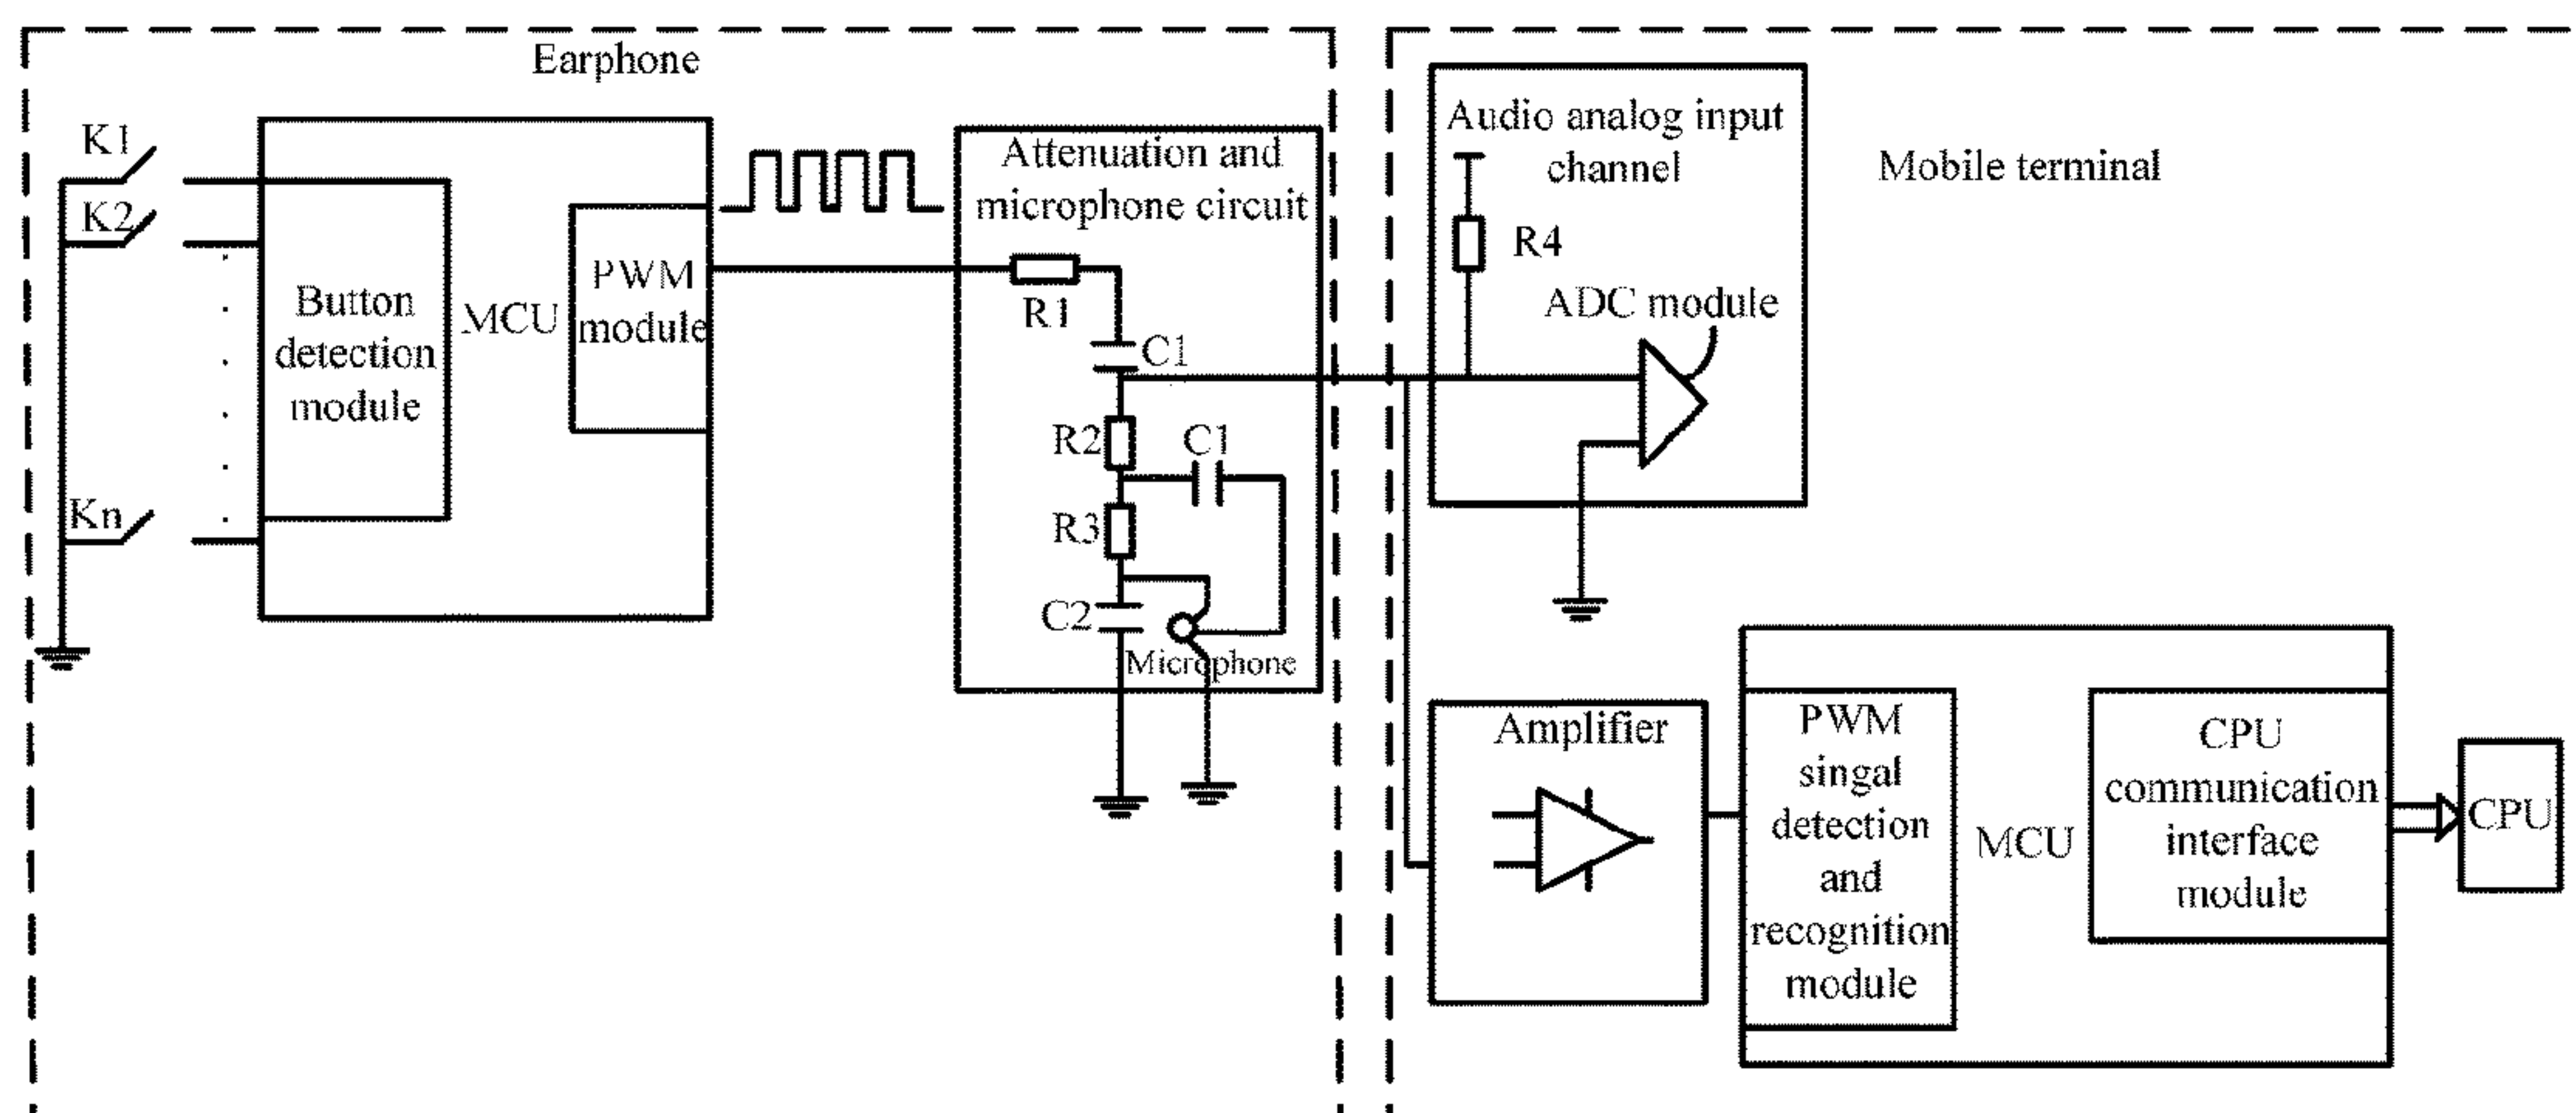 Earphone
K1
K2
Kn
Button
detection
module
MCU
PWM
module
Attenuation and
microphone circuit
R1
C1
R2
C1
R3
C2
Microphone
Audio analog input
channel
R4
ADC module
Mobile terminal
Amplifier
PWM
singal
detection
and
recognition
module
MCU
CPU
communication
interface
module
CPU